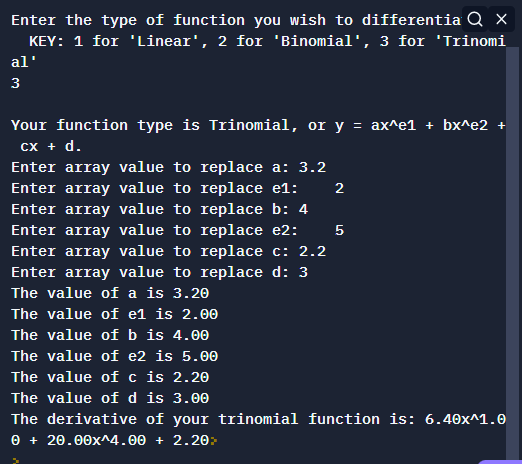 Enter the type of function you wish to differentia
  KEY: 1 for 'Linear', 2 for 'Binomial', 3 for 'Trinomi
al'
3

Your function type is Trinomial, or y = ax^e1 + bx^e2 +
 cx + d.
Enter array value to replace a: 3.2
Enter array value to replace e1:    2
Enter array value to replace b: 4
Enter array value to replace e2:    5
Enter array value to replace c: 2.2
Enter array value to replace d: 3
The value of a is 3.20
The value of e1 is 2.00
The value of b is 4.00
The value of e2 is 5.00
The value of c is 2.20
The value of d is 3.00
The derivative of your trinomial function is: 6.40x^1.0
0 + 20.00x^4.00 + 2.20>
>